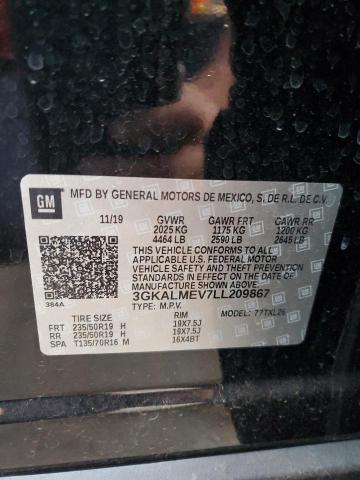 GM
MFD BY GENERAL MOTORS DE MEXICO, S. DE R.L. DE C.V.
11/19 GVWR GAWR FRT GAWR RR
2025 KG 1175 KG 1200 KG
4464 LB 2590 LB 2645 LB
THIS VEHICLE CONFORMS TO ALL
APPLICABLE U.S. FEDERAL MOTOR
VEHICLE SAFETY AND THEFT PREVENTION
STANDARDS IN EFFECT ON THE DATE OF
MANUFACTURE SHOWN ABOVE.
3GKALMEV7LL209867
384A TYPE: M.P.V. MODEL: 77TXL26
TIRE SIZE RIM
FRT 235/50R19 H 19X7.5J
RR 235/50R19 H 19X7.5J
SPA T135/70R16 M 16X4BT